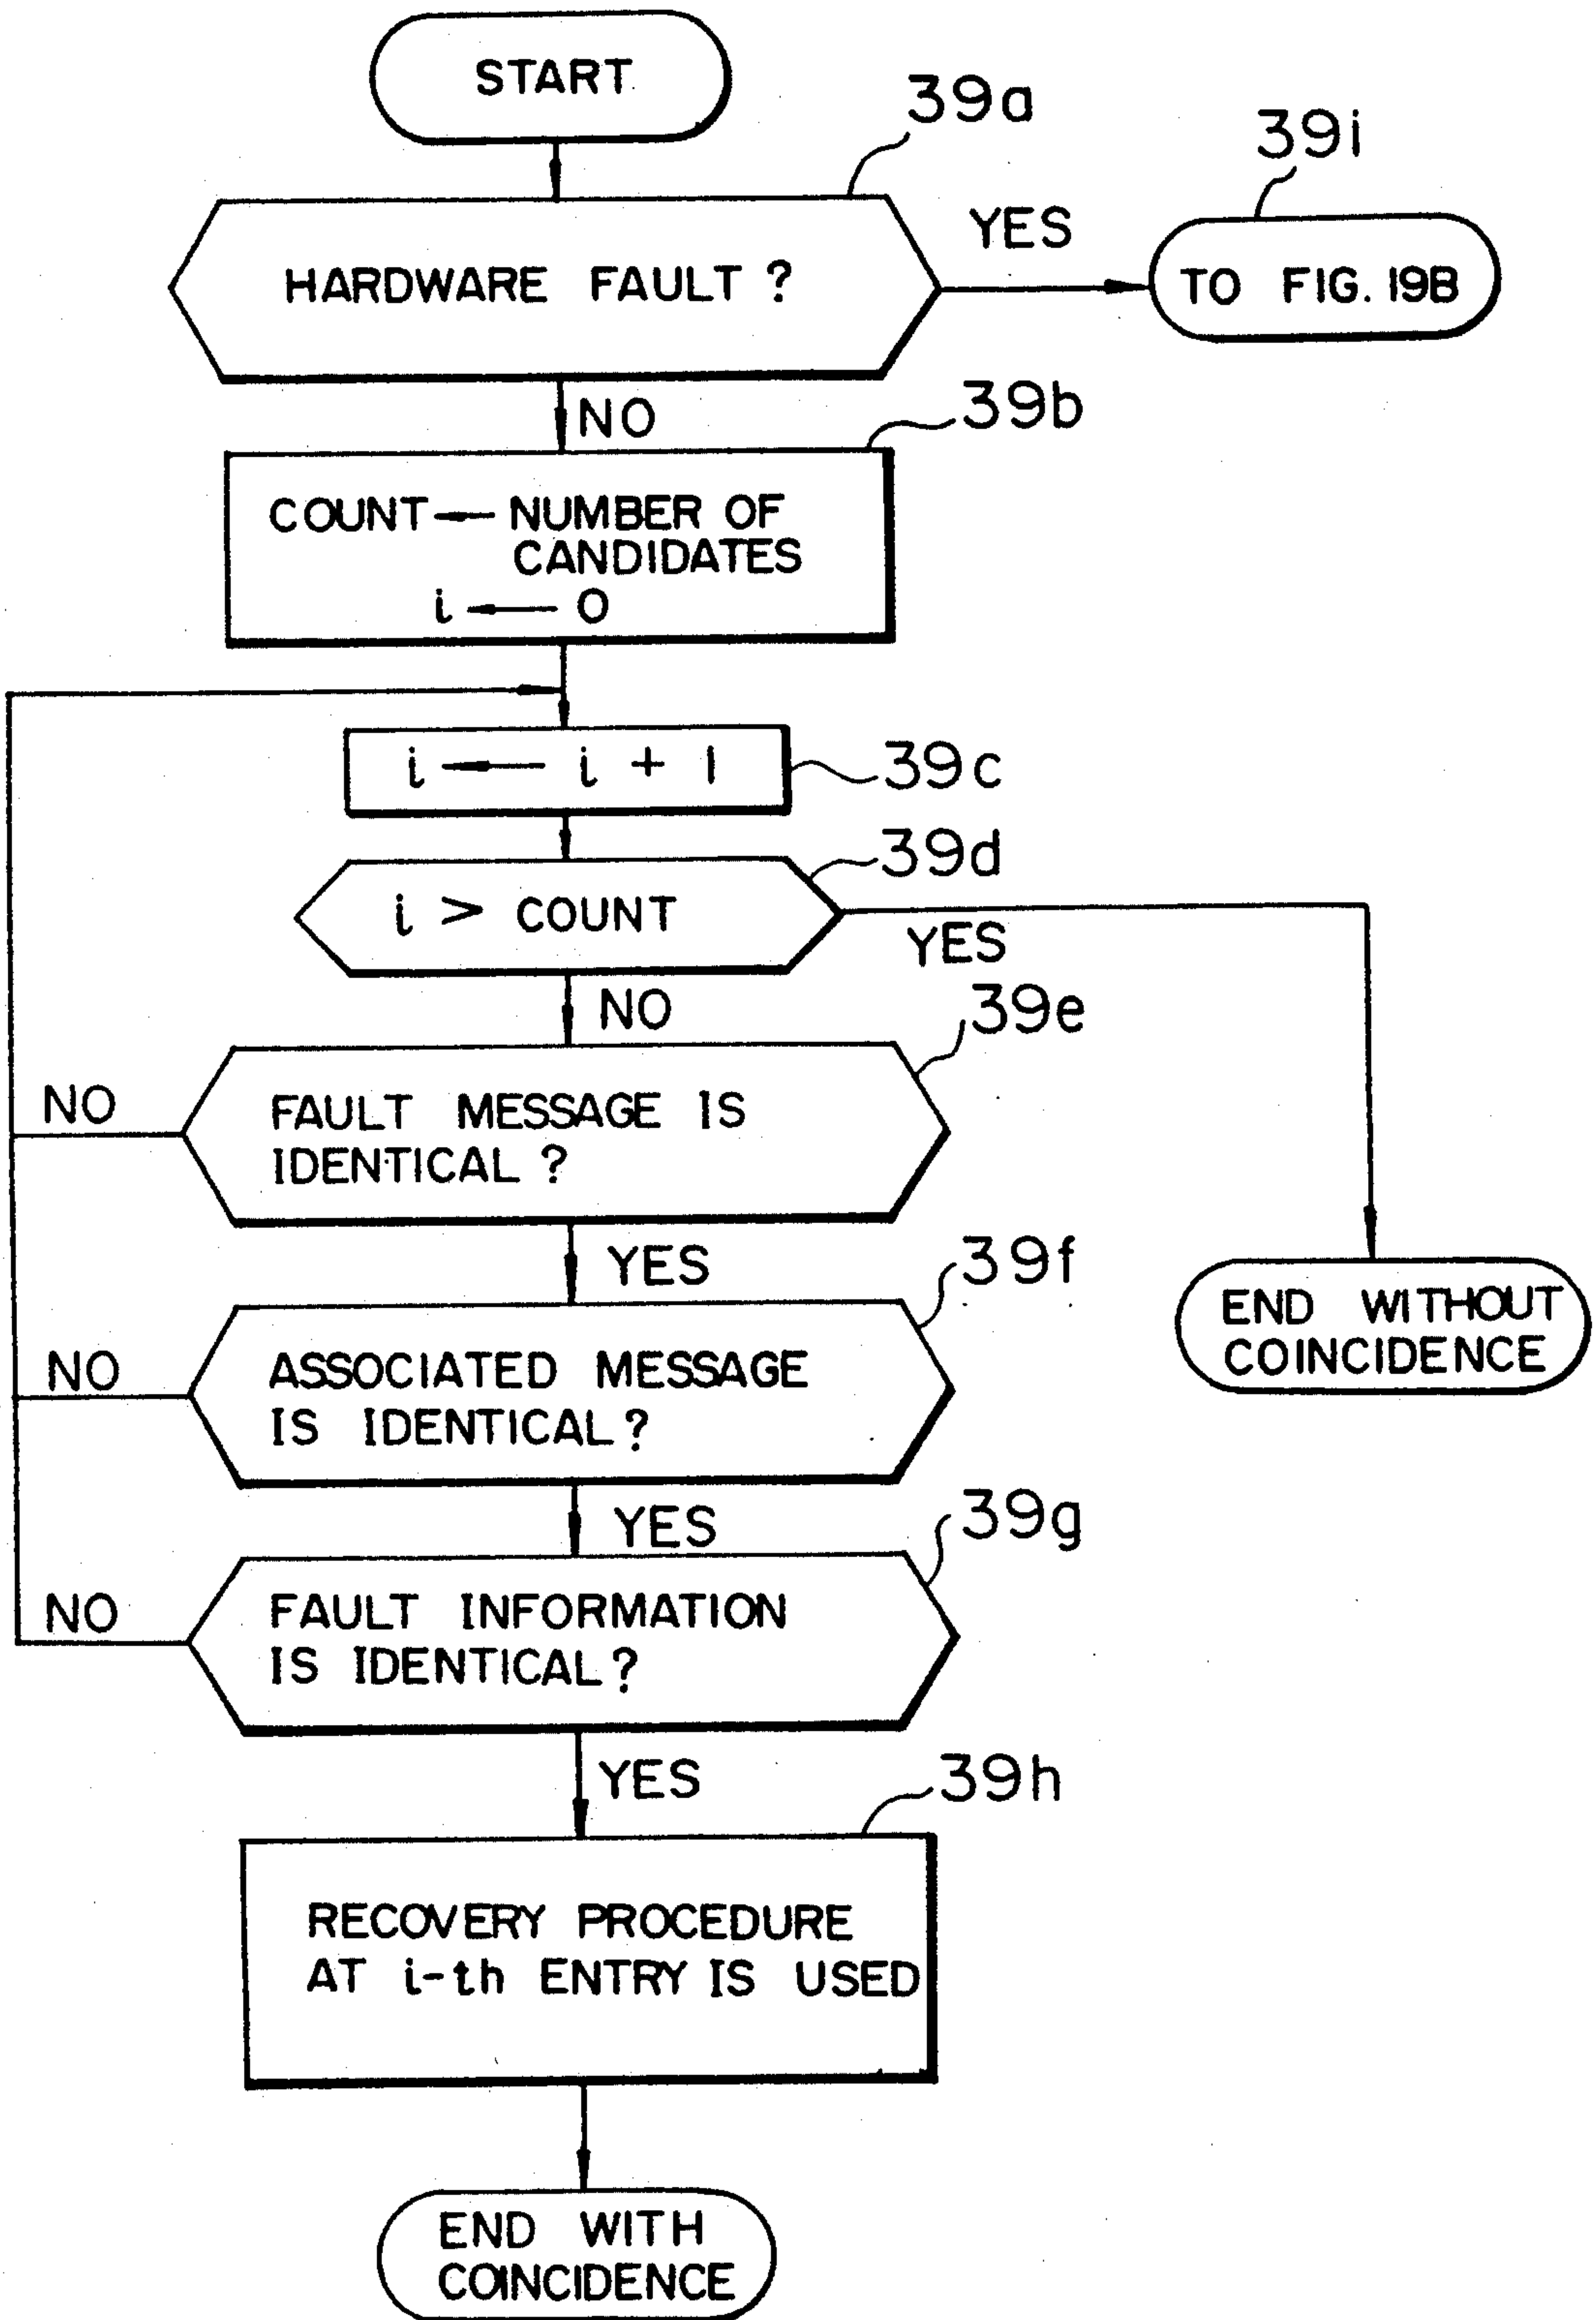 START
39a
39i
YES
HARDWARE FAULT ?
TO FIG. 19B
NO
39b
COUNT ← NUMBER OF
CANDIDATES
i ← 0
i ← i + 1
39c
39d
i > COUNT
YES
NO
39e
NO
FAULT MESSAGE IS
IDENTICAL ?
YES
39f
END WITHOUT
COINCIDENCE
NO
ASSOCIATED MESSAGE
IS IDENTICAL ?
YES
39g
NO
FAULT INFORMATION
IS IDENTICAL ?
YES
39h
RECOVERY PROCEDURE
AT i-th ENTRY IS USED
END WITH
COINCIDENCE